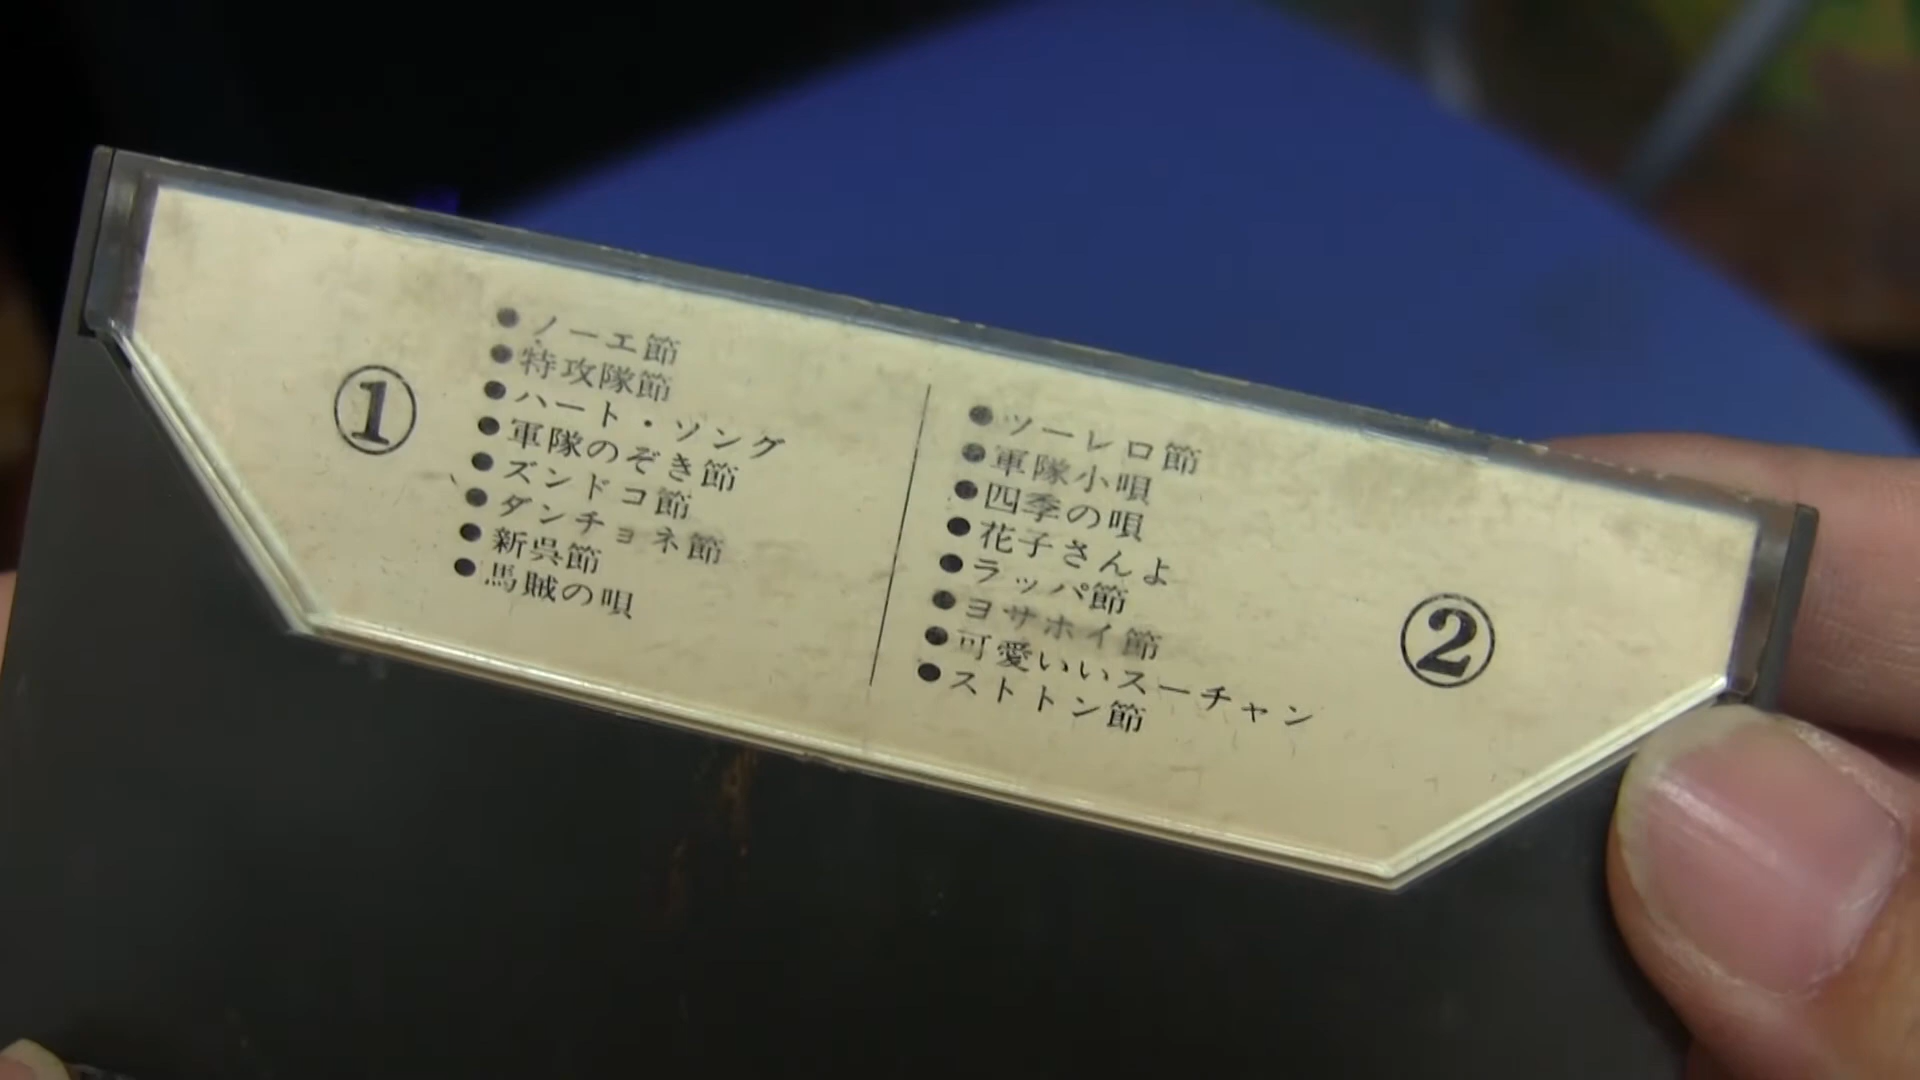 ①
●ノーエ節
●特攻隊節
●ハート・ソング
●軍隊のぞき節
●ズンドコ節
●ダンチョネ節
●新呉節
●馬賊の唄
●ツーレロ節
●軍隊小唄
●四季の唄
●花子さんよ
●ラッパ節
●ヨサホイ節
●可愛いいスーチャン
●ストトン節
②